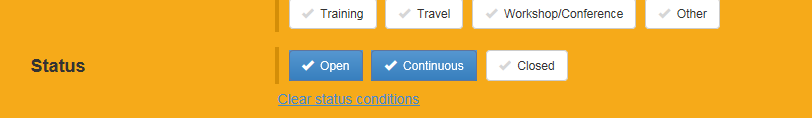 Training Travel Workshop/Conference Other
Status Open Continuous Closed
Clear status conditions